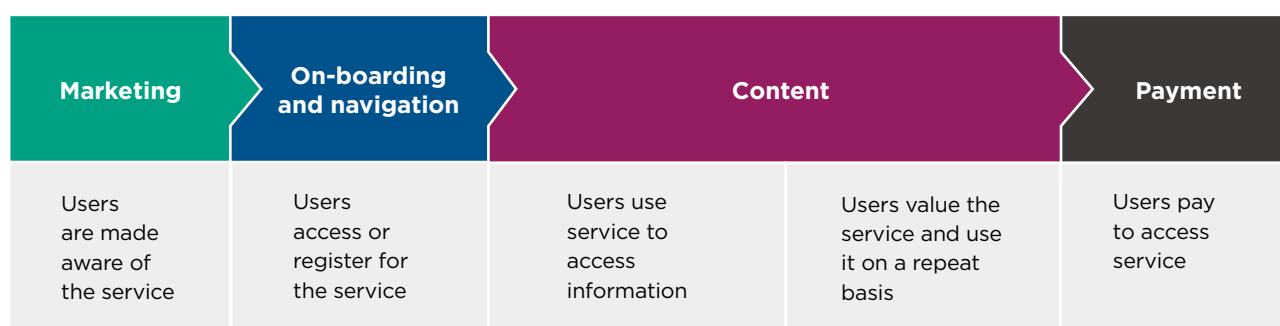 Marketing
On-boarding
and navigation
Content
Payment
Users
are made
aware of
the service
Users
access or
register for
the service
Users use
service to
access
information
Users value the
service and use
it on a repeat
basis
Users pay
to access
service